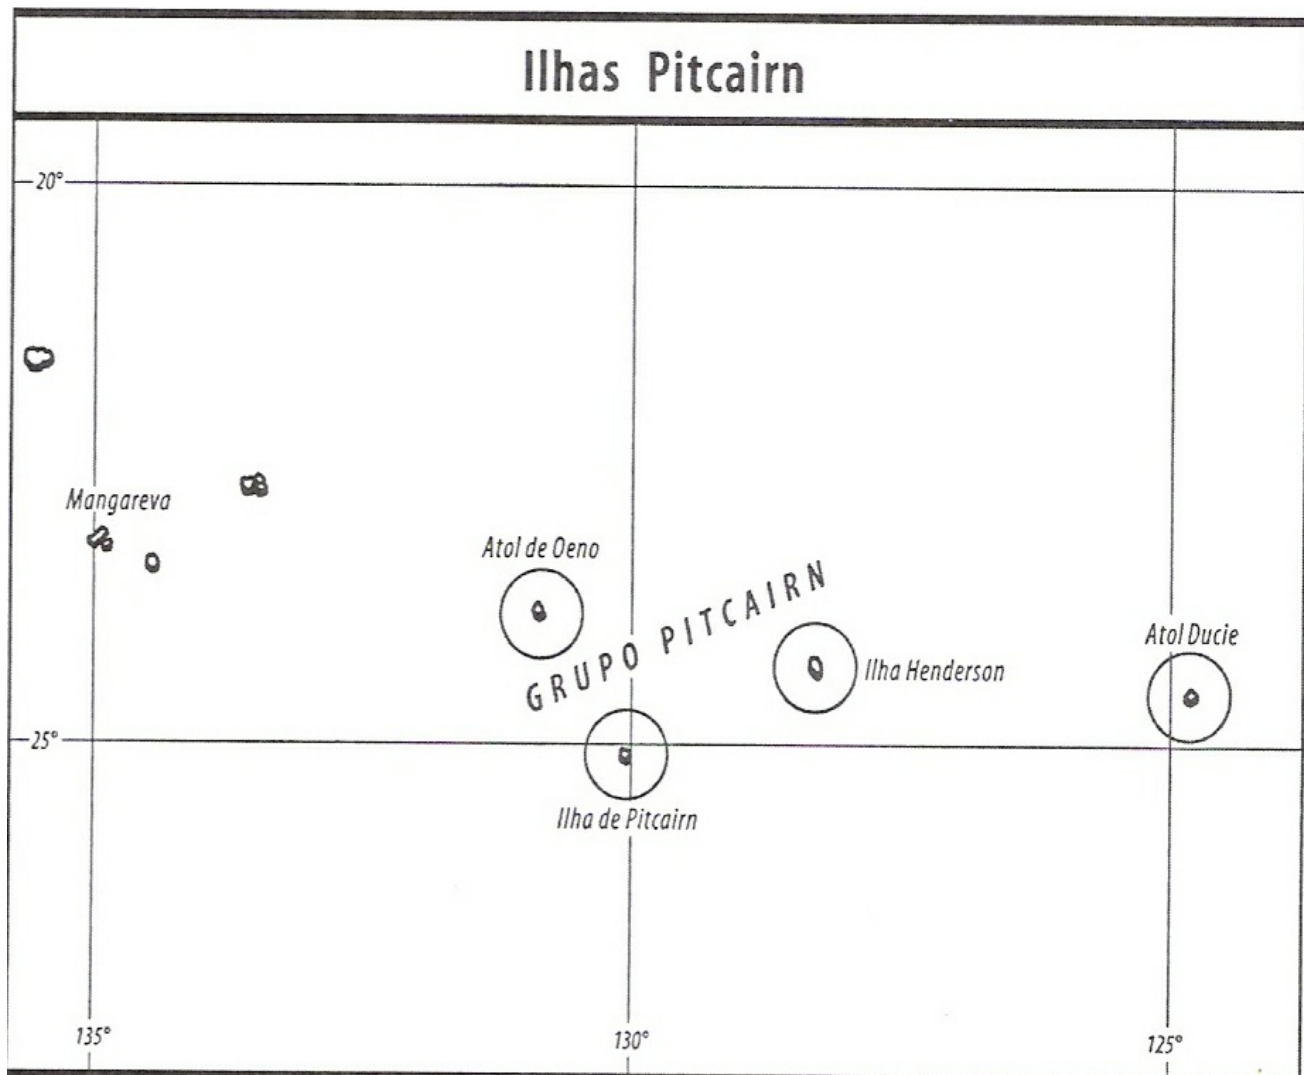 Ilhas Pitcairn
20°
Mangareva
Atol de Oeno
GRUPO PITCAIRN
Atol Ducie
Ilha Henderson
25°
Ilha de Pitcairn
135°
130°
125°